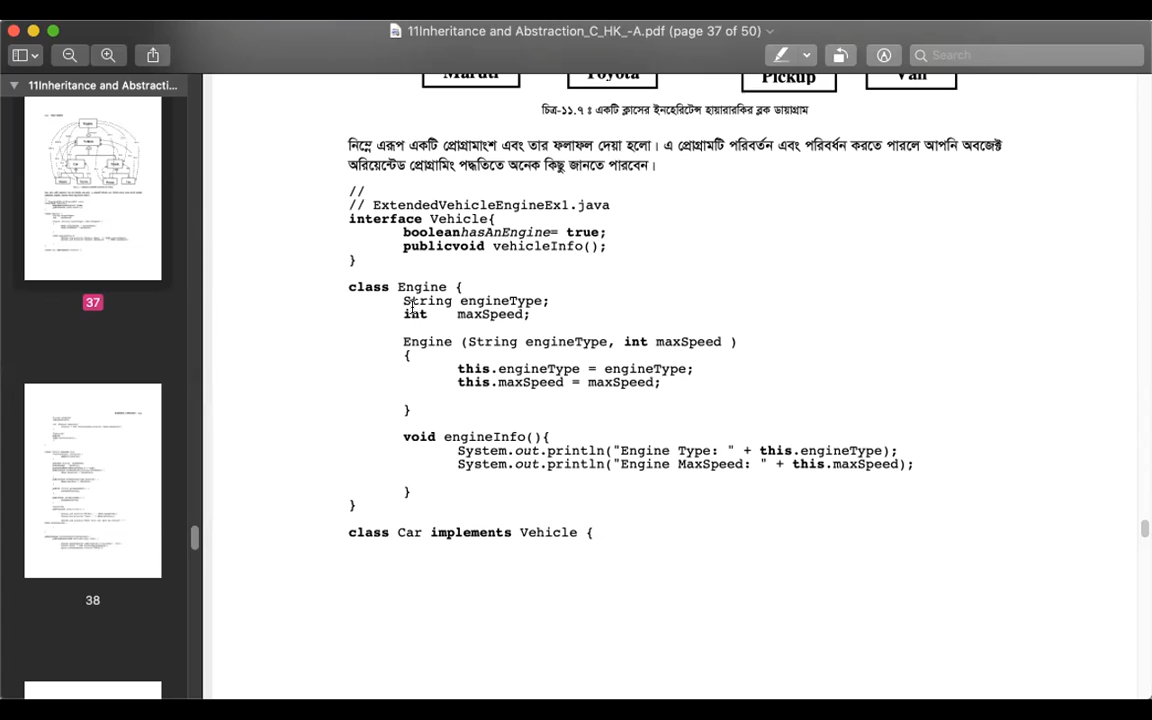 11Inheritance and Abstraction_C_HK_-A.pdf (page 37 of 50)
Search
11Inheritance and Abstracti...
37
38
Maruti
Toyota
Pickup
Van
চিত্র-১১.৭ ঃ একটি ক্লাসের ইনহেরিটেন্স হায়ারারকির ব্লক ডায়াগ্রাম
নিম্নে এরূপ একটি প্রোগ্রামাংশ এবং তার ফলাফল দেয়া হলো। এ প্রোগ্রামটি পরিবর্তন এবং পরিবর্ধন করতে পারলে আপনি অবজেক্ট
অরিয়েন্টেড প্রোগ্রামিং পদ্ধতিতে অনেক কিছু জানতে পারবেন।
//
// ExtendedVehicleEngineEx1.java
interface Vehicle{
booleanhasAnEngine= true;
publicvoid vehicleInfo();
}
class Engine {
String engineType;
int maxSpeed;
Engine (String engineType, int maxSpeed )
{
this.engineType = engineType;
this.maxSpeed = maxSpeed;
}
void engineInfo(){
System.out.println("Engine Type: " + this.engineType);
System.out.println("Engine MaxSpeed: " + this.maxSpeed);
}
}
class Car implements Vehicle {